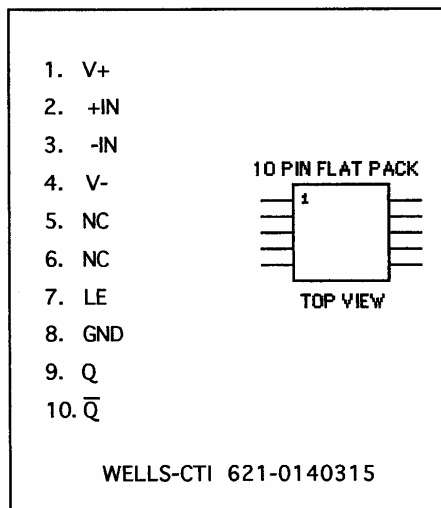 1. V+
2. +IN
3. -IN
4. V-
5. NC
6. NC
7. LE
8. GND
9. Q
10. Q̅
10 PIN FLAT PACK
1
TOP VIEW
WELLS-CTI 621-0140315